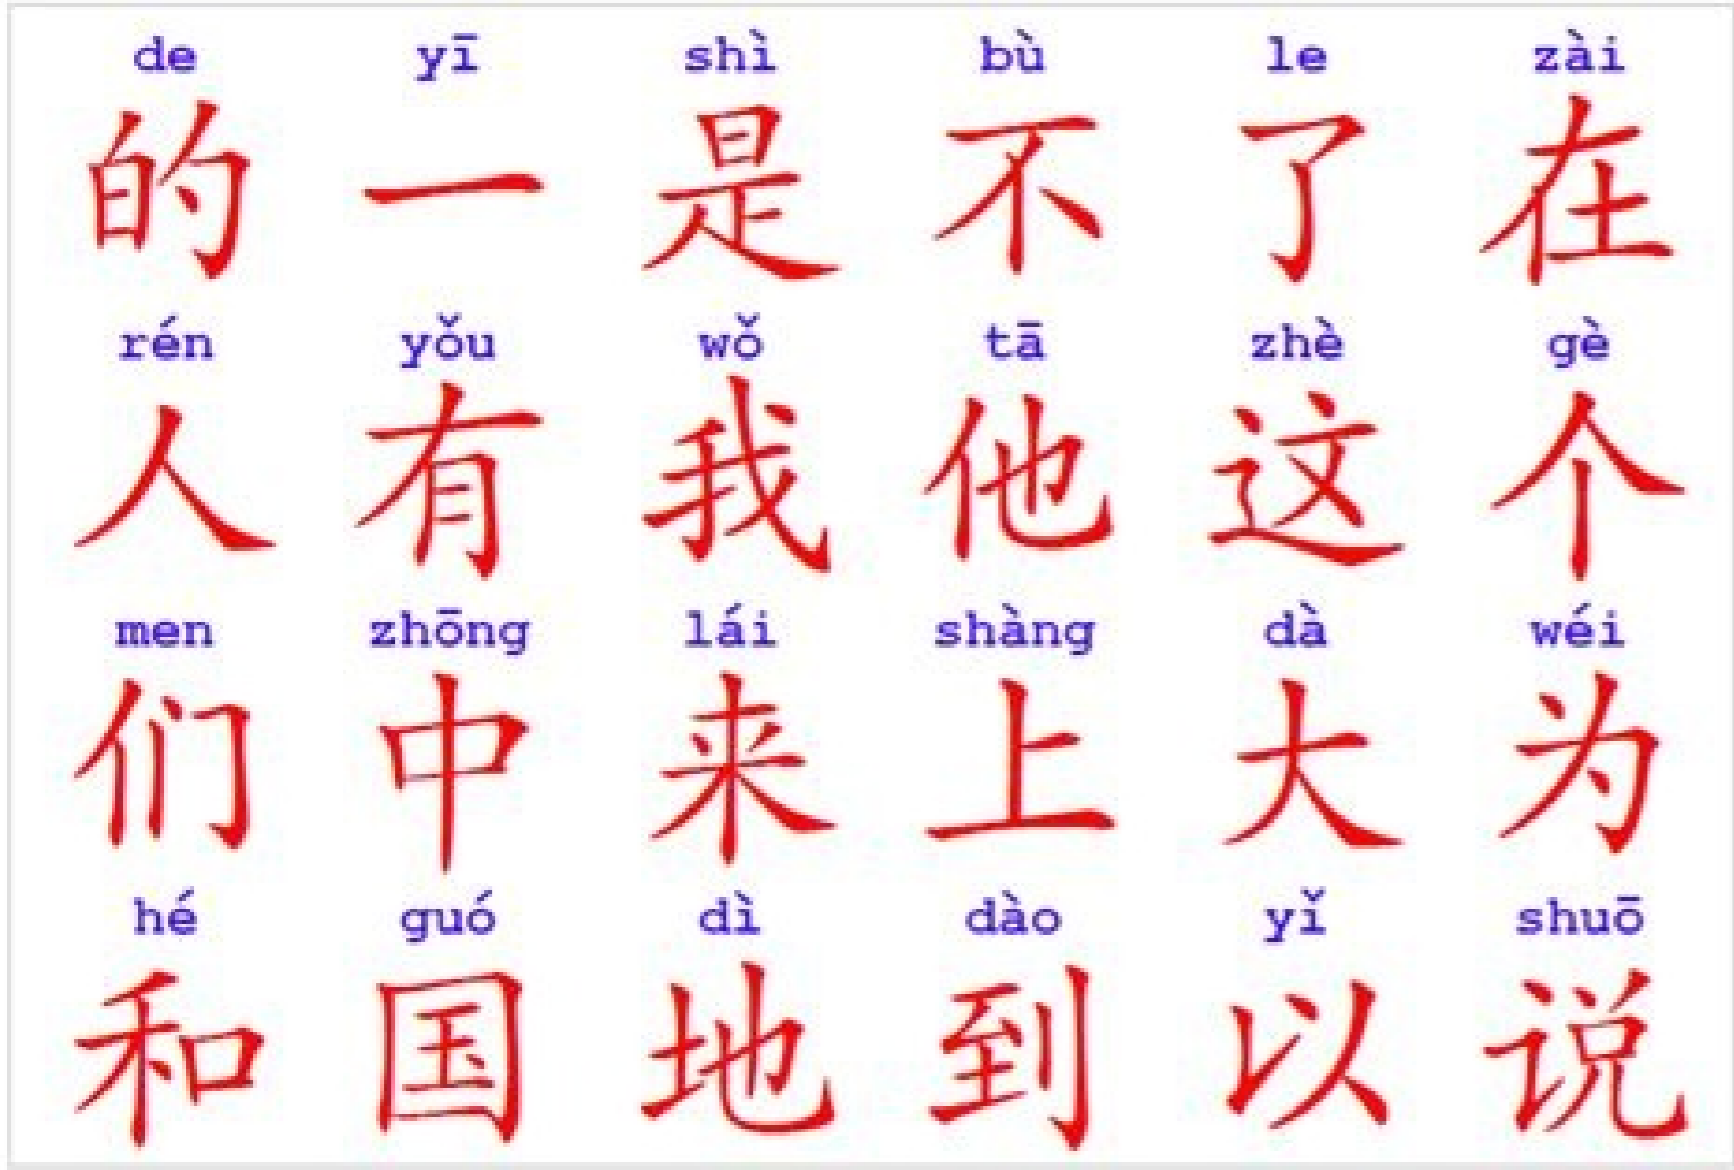 de yī shì bù le zài
的 一 是 不 了 在
rén yǒu wǒ tā zhè gè
人 有 我 他 这 个
men zhōng lái shàng dà wéi
们 中 来 上 大 为
hé guó dì dào yǐ shuō
和 国 地 到 以 说